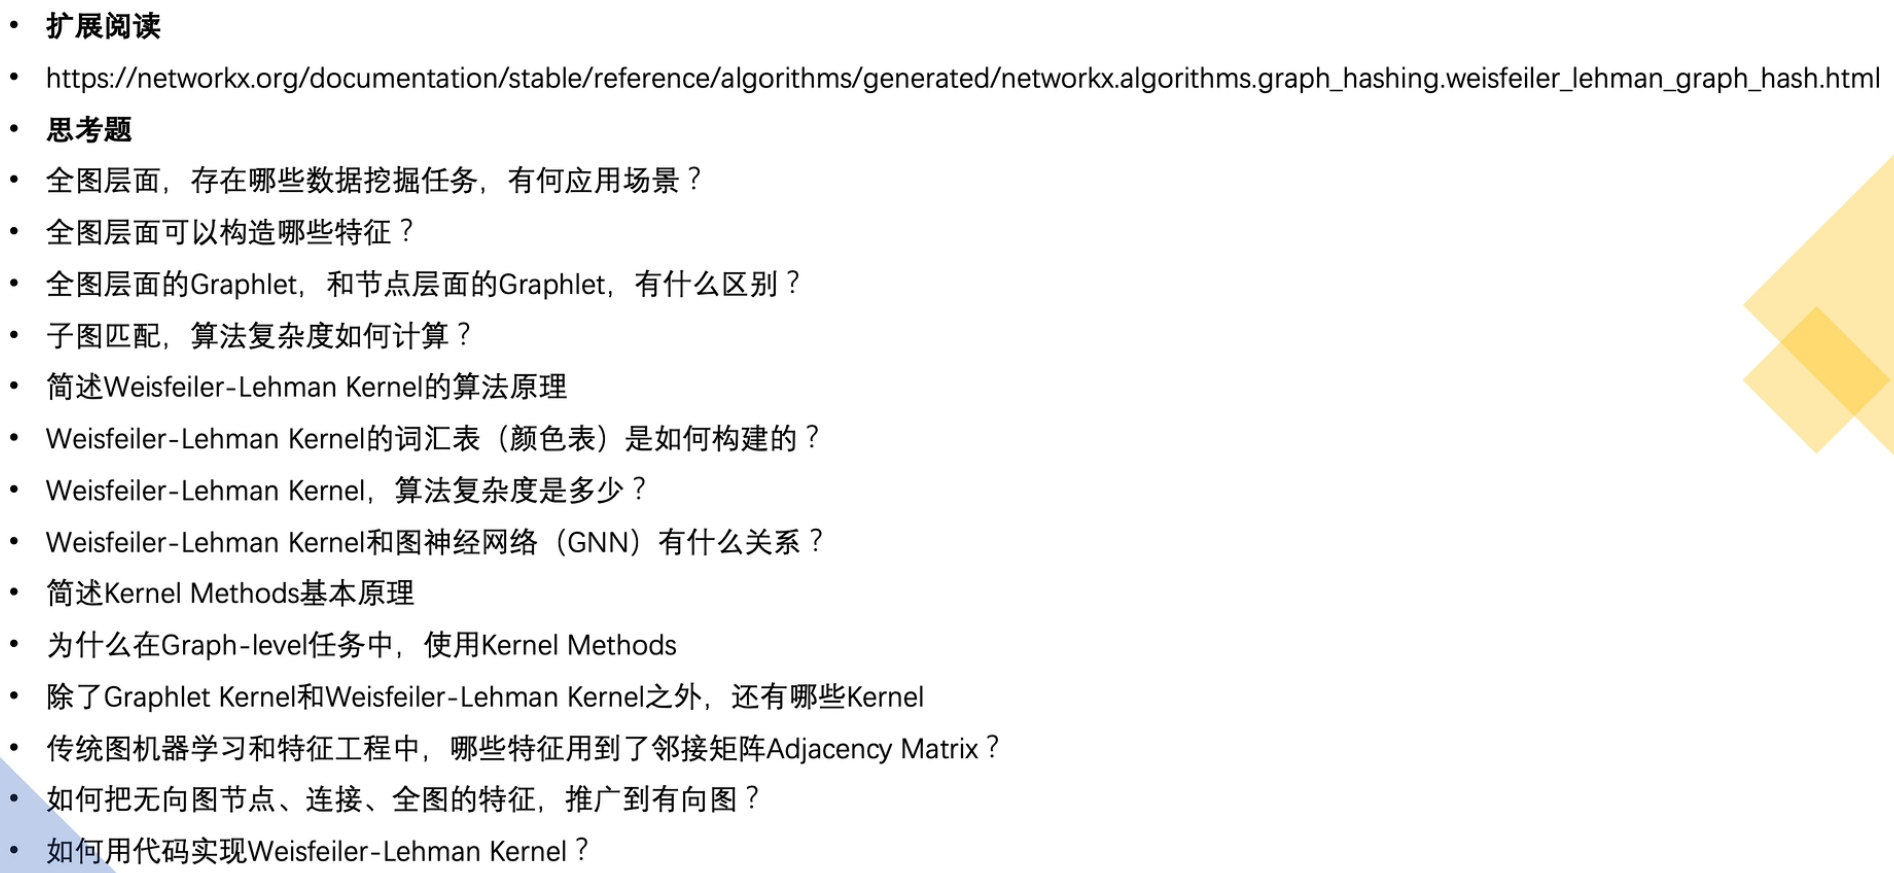 • 扩展阅读
• https://networkx.org/documentation/stable/reference/algorithms/generated/networkx.algorithms.graph_hashing.weisfeiler_lehman_graph_hash.html
• 思考题
• 全图层面，存在哪些数据挖掘任务，有何应用场景？
• 全图层面可以构造哪些特征？
• 全图层面的Graphlet，和节点层面的Graphlet，有什么区别？
• 子图匹配，算法复杂度如何计算？
• 简述Weisfeiler-Lehman Kernel的算法原理
• Weisfeiler-Lehman Kernel的词汇表（颜色表）是如何构建的？
• Weisfeiler-Lehman Kernel，算法复杂度是多少？
• Weisfeiler-Lehman Kernel和图神经网络（GNN）有什么关系？
• 简述Kernel Methods基本原理
• 为什么在Graph-level任务中，使用Kernel Methods
• 除了Graphlet Kernel和Weisfeiler-Lehman Kernel之外，还有哪些Kernel
• 传统图机器学习和特征工程中，哪些特征用到了邻接矩阵Adjacency Matrix？
• 如何把无向图节点、连接、全图的特征，推广到有向图？
• 如何用代码实现Weisfeiler-Lehman Kernel？